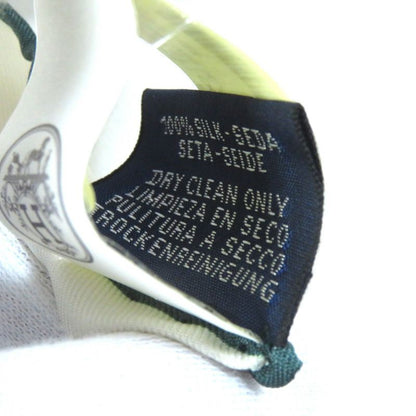 100% SILK-SEDA
SETA-SEIDE
DRY CLEAN ONLY
LIMPIEZA EN SECO
PULITURA A SECCO
TROCKENREINIGUNG